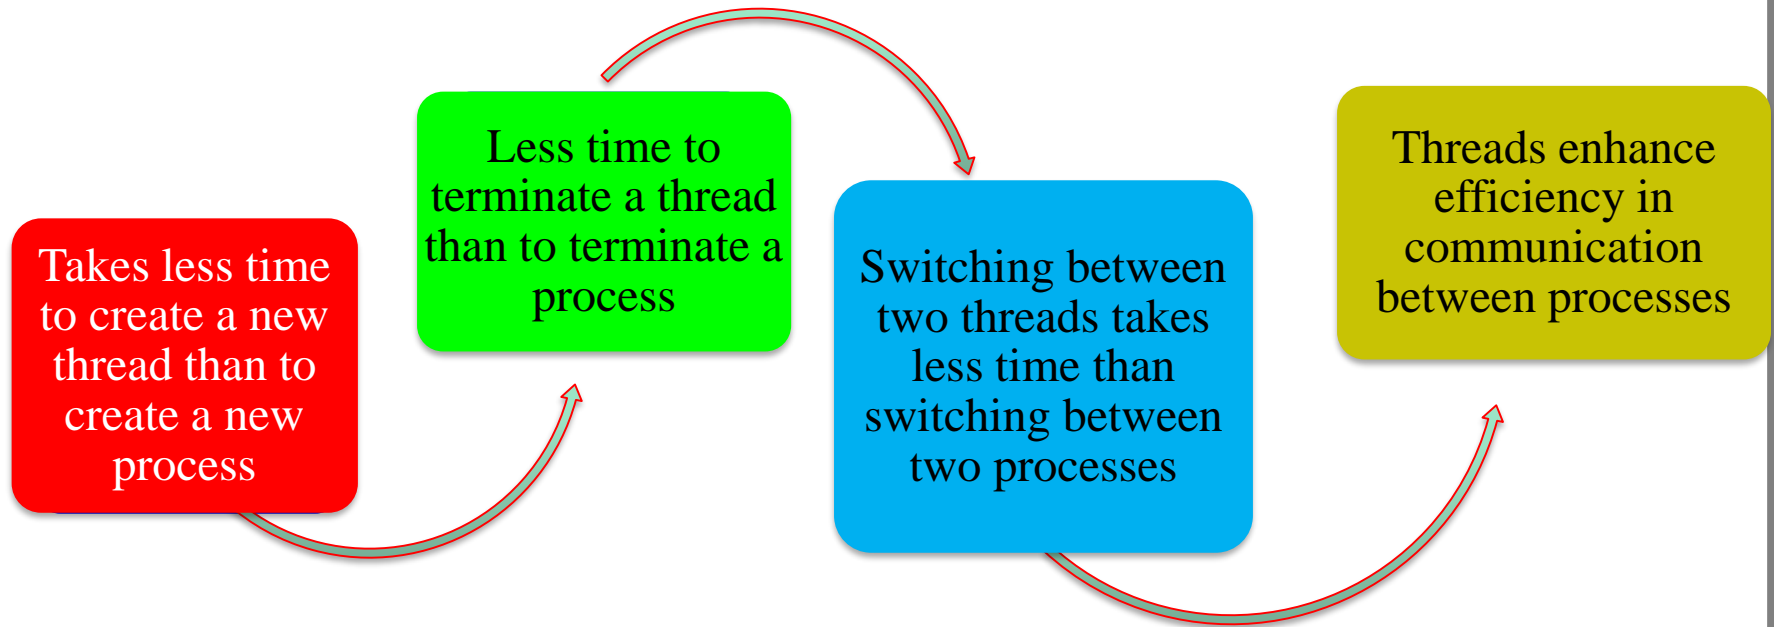 Takes less time
to create a new
thread than to
create a new
process
Less time to
terminate a thread
than to terminate a
process
Switching between
two threads takes
less time than
switching between
two processes
Threads enhance
efficiency in
communication
between processes